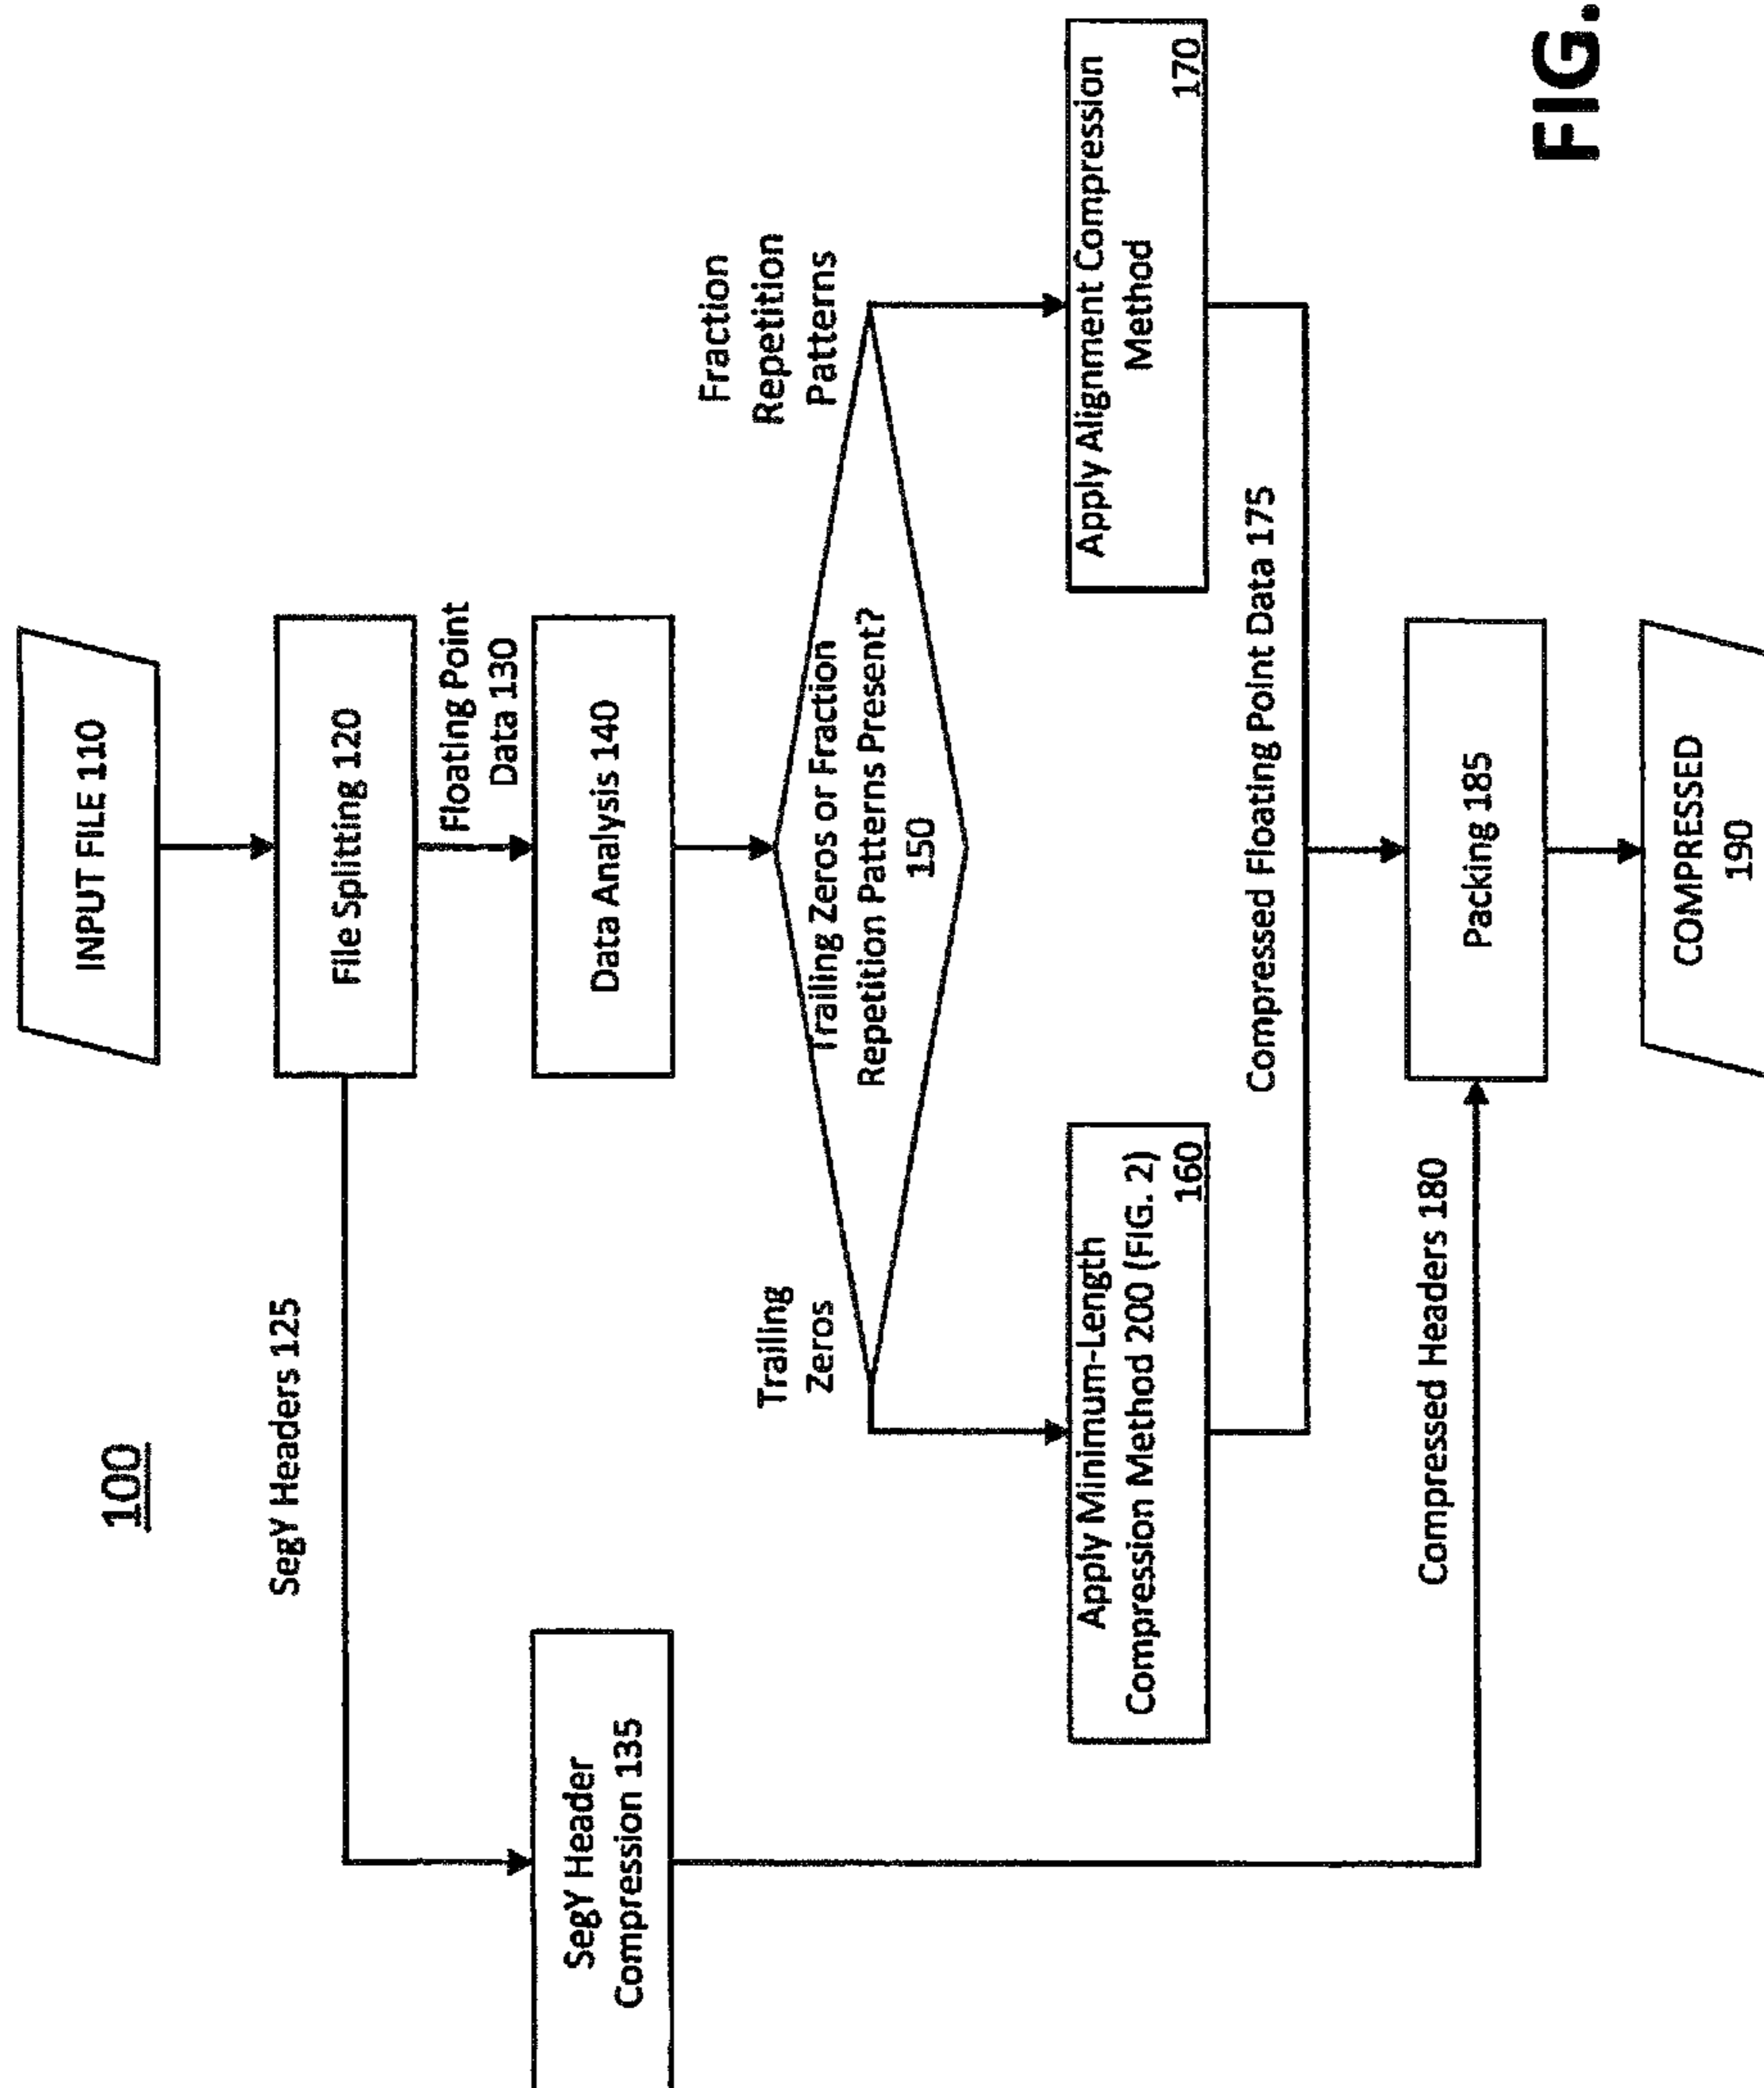 100
INPUT FILE 110
SegY Headers 125
File Splitting 120
Floating Point
Data 130
SegY Header
Compression 135
Data Analysis 140
Trailing
Zeros
Trailing Zeros or Fraction
Repetition Patterns Present?
150
Fraction
Repetition
Patterns
Apply Minimum-Length
Compression Method 200 (FIG. 2)
160
Apply Alignment Compression
Method
170
Compressed Floating Point Data 175
Compressed Headers 180
Packing 185
COMPRESSED
190
FIG.